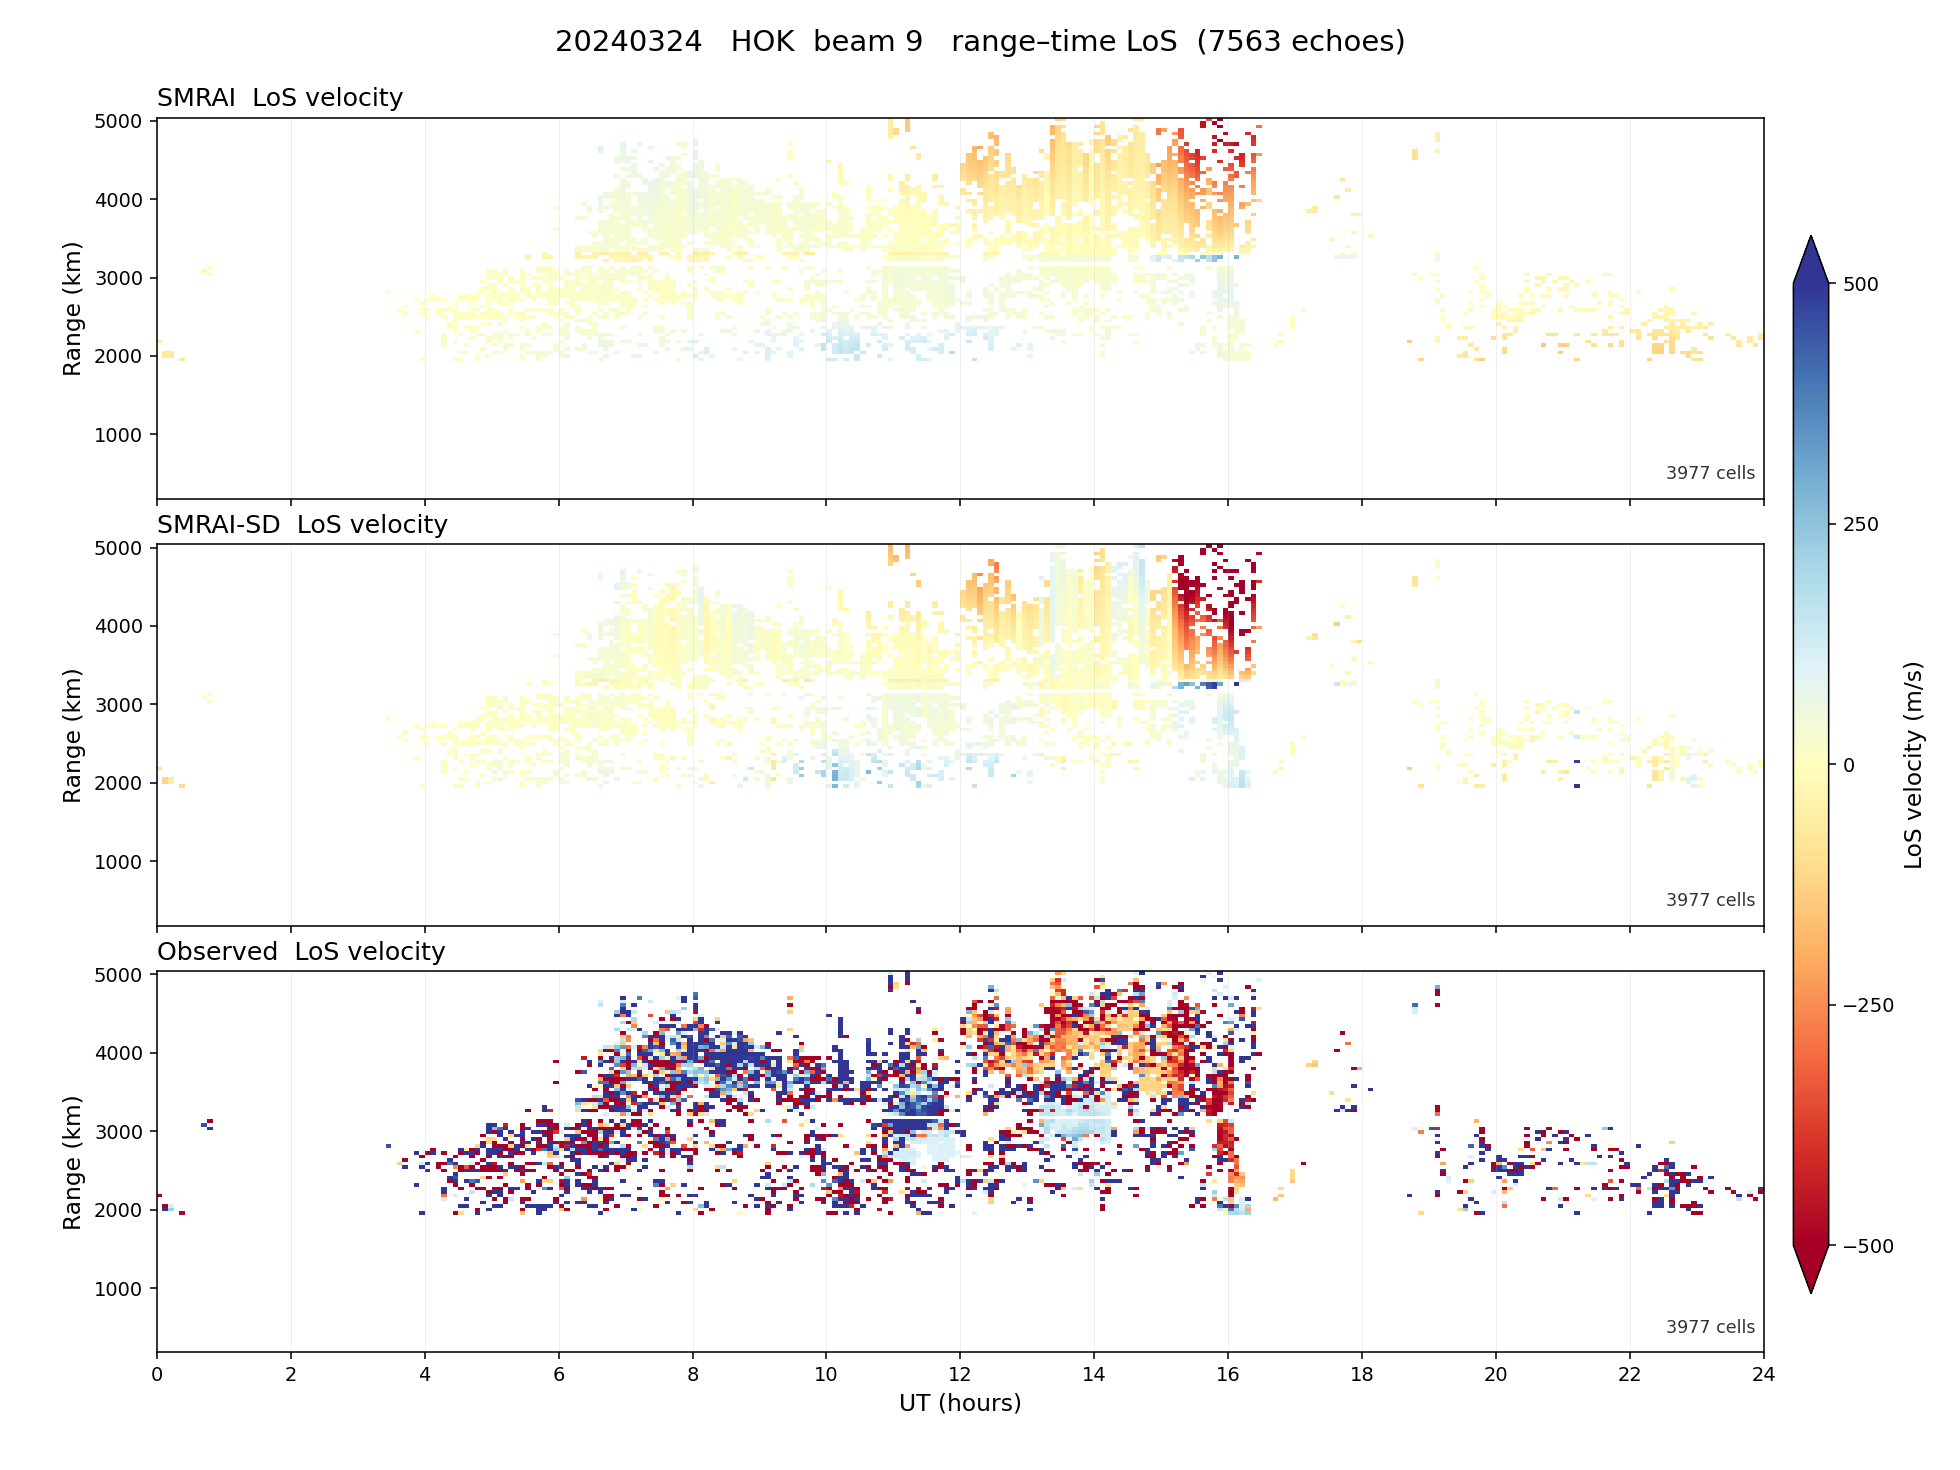 20240324   HOK  beam 9   range–time LoS  (7563 echoes)
SMRAI  LoS velocity
5000
4000
3000
2000
1000
Range (km)
3977 cells
SMRAI-SD  LoS velocity
5000
4000
3000
2000
1000
Range (km)
3977 cells
Observed  LoS velocity
5000
4000
3000
2000
1000
Range (km)
3977 cells
0 2 4 6 8 10 12 14 16 18 20 22 24
UT (hours)
500
250
0
−250
−500
LoS velocity (m/s)